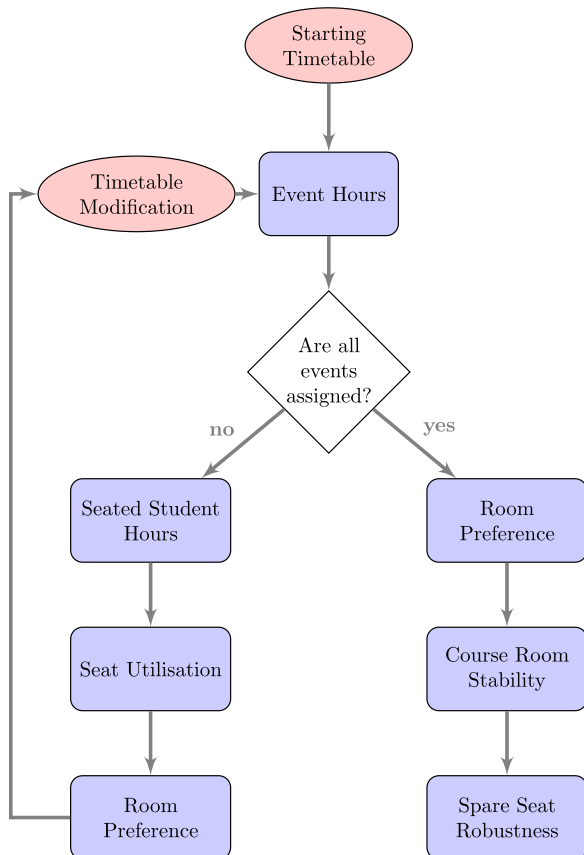 Starting
Timetable
Timetable
Modification
Event Hours
Are all
events
assigned?
no
yes
Seated Student
Hours
Room
Preference
Seat Utilisation
Course Room
Stability
Room
Preference
Spare Seat
Robustness